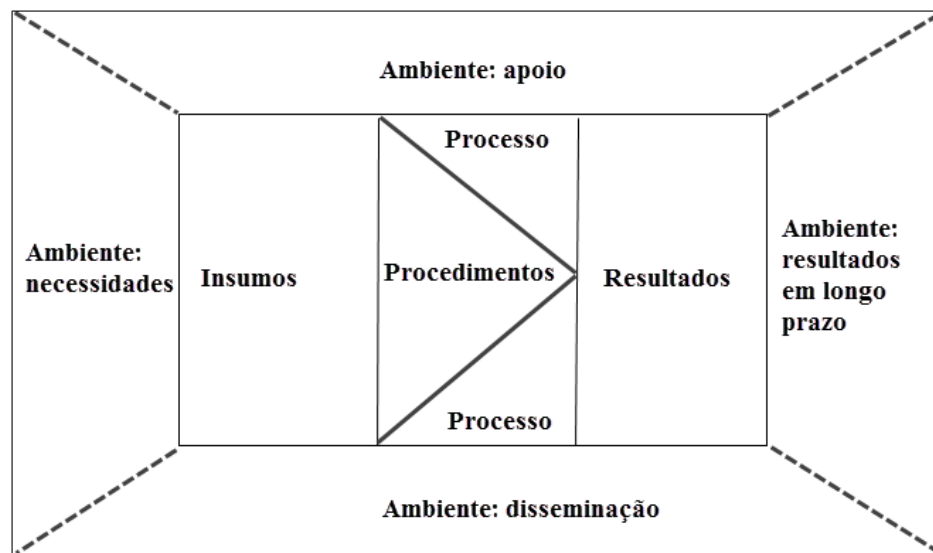 Ambiente: apoio
Processo
Ambiente:
necessidades
Insumos
Procedimentos
Resultados
Ambiente:
resultados
em longo
prazo
Processo
Ambiente: disseminação